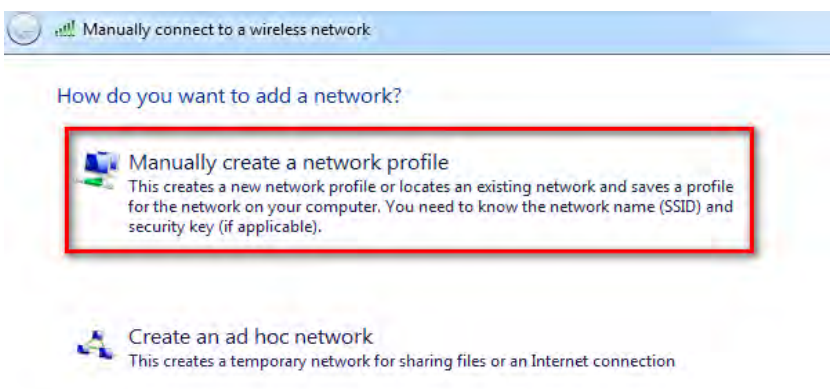 Manually connect to a wireless network
How do you want to add a network?
Manually create a network profile
This creates a new network profile or locates an existing network and saves a profile
for the network on your computer. You need to know the network name (SSID) and
security key (if applicable).
Create an ad hoc network
This creates a temporary network for sharing files or an Internet connection